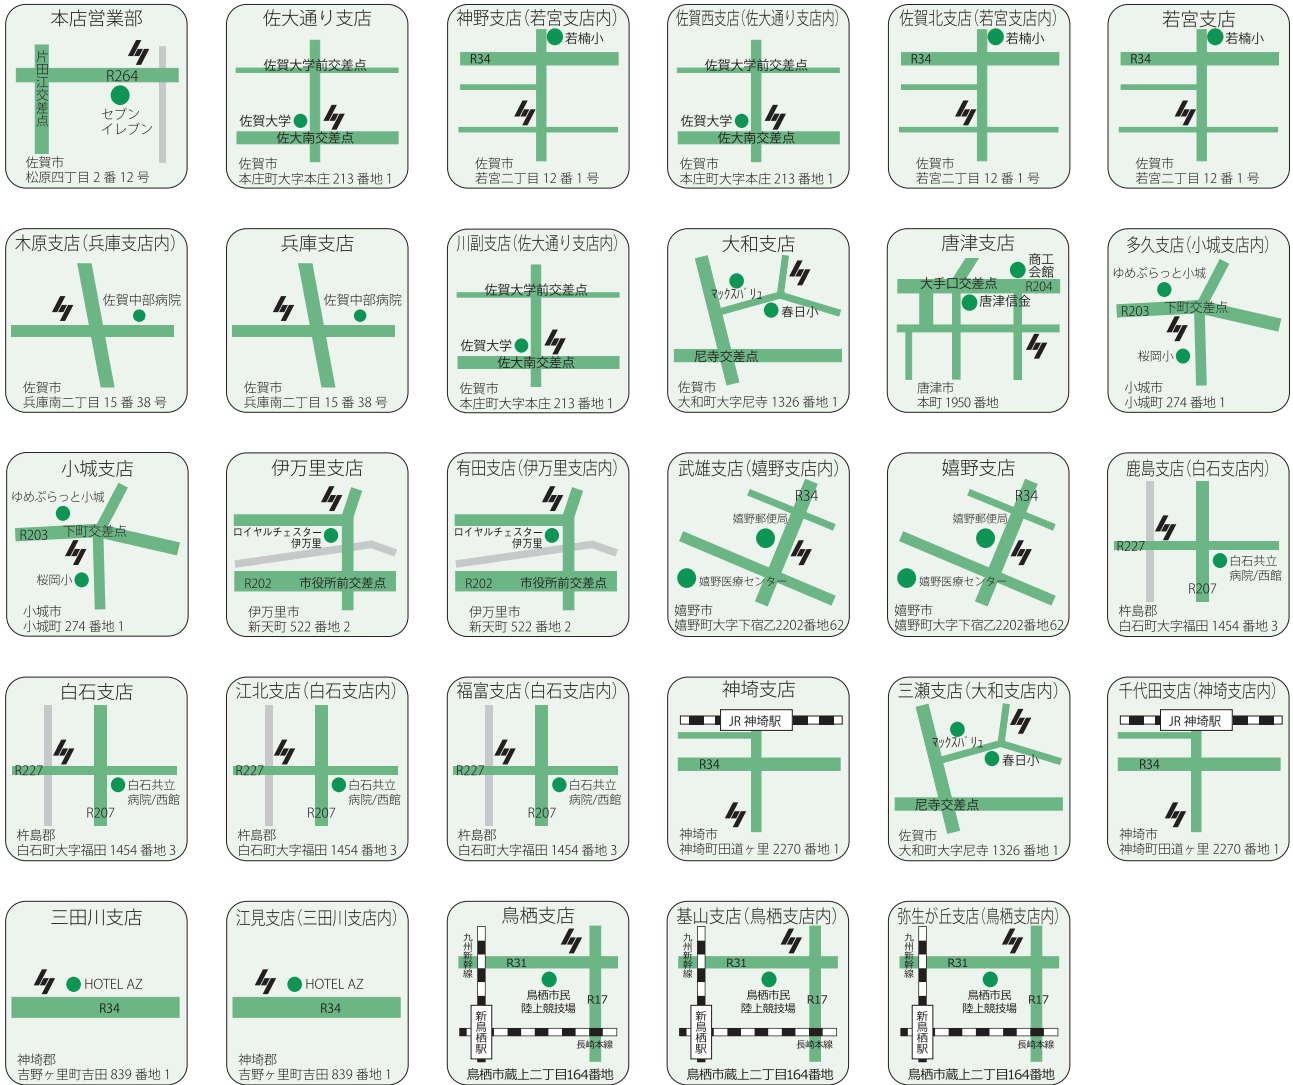 本店営業部
片田江交差点
R264
セブン
イレブン
佐賀市
松原四丁目2番12号
佐大通り支店
佐賀大学前交差点
佐賀大学
佐大南交差点
佐賀市
本庄町大字本庄213番地1
神野支店(若宮支店内)
若楠小
R34
佐賀市
若宮二丁目12番1号
佐賀西支店(佐大通り支店内)
佐賀大学前交差点
佐賀大学
佐大南交差点
佐賀市
本庄町大字本庄213番地1
佐賀北支店(若宮支店内)
若楠小
R34
佐賀市
若宮二丁目12番1号
若宮支店
若楠小
R34
佐賀市
若宮二丁目12番1号
木原支店(兵庫支店内)
佐賀中部病院
佐賀市
兵庫南二丁目15番38号
兵庫支店
佐賀中部病院
佐賀市
兵庫南二丁目15番38号
川副支店(佐大通り支店内)
佐賀大学前交差点
佐賀大学
佐大南交差点
佐賀市
本庄町大字本庄213番地1
大和支店
マックスバリュ
春日小
尼寺交差点
佐賀市
大和町大字尼寺1326番地1
唐津支店
商工
会館
大手口交差点
R204
唐津信金
唐津市
本町1950番地
多久支店(小城支店内)
ゆめぷらっと小城
R203
下町交差点
桜岡小
小城市
小城町274番地1
小城支店
ゆめぷらっと小城
R203
下町交差点
桜岡小
小城市
小城町274番地1
伊万里支店
ロイヤルチェスター
伊万里
R202
市役所前交差点
伊万里市
新天町522番地2
有田支店(伊万里支店内)
ロイヤルチェスター
伊万里
R202
市役所前交差点
伊万里市
新天町522番地2
武雄支店(嬉野支店内)
R34
嬉野郵便局
嬉野医療センター
嬉野市
嬉野町大字下宿乙2202番地62
嬉野支店
R34
嬉野郵便局
嬉野医療センター
嬉野市
嬉野町大字下宿乙2202番地62
鹿島支店(白石支店内)
R227
白石共立
病院/西館
R207
杵島郡
白石町大字福田1454番地3
白石支店
R227
白石共立
病院/西館
R207
杵島郡
白石町大字福田1454番地3
江北支店(白石支店内)
R227
白石共立
病院/西館
R207
杵島郡
白石町大字福田1454番地3
福富支店(白石支店内)
R227
白石共立
病院/西館
R207
杵島郡
白石町大字福田1454番地3
神埼支店
JR神埼駅
R34
神埼市
神埼町田道ヶ里2270番地1
三瀬支店(大和支店内)
マックスバリュ
春日小
尼寺交差点
佐賀市
大和町大字尼寺1326番地1
千代田支店(神埼支店内)
JR神埼駅
R34
神埼市
神埼町田道ヶ里2270番地1
三田川支店
HOTEL AZ
R34
神埼郡
吉野ヶ里町吉田839番地1
江見支店(三田川支店内)
HOTEL AZ
R34
神埼郡
吉野ヶ里町吉田839番地1
鳥栖支店
九州新幹線
R31
鳥栖市民
陸上競技場
R17
新鳥栖駅
長崎本線
鳥栖市蔵上二丁目164番地
基山支店(鳥栖支店内)
九州新幹線
R31
鳥栖市民
陸上競技場
R17
新鳥栖駅
長崎本線
鳥栖市蔵上二丁目164番地
弥生が丘支店(鳥栖支店内)
九州新幹線
R31
鳥栖市民
陸上競技場
R17
新鳥栖駅
長崎本線
鳥栖市蔵上二丁目164番地